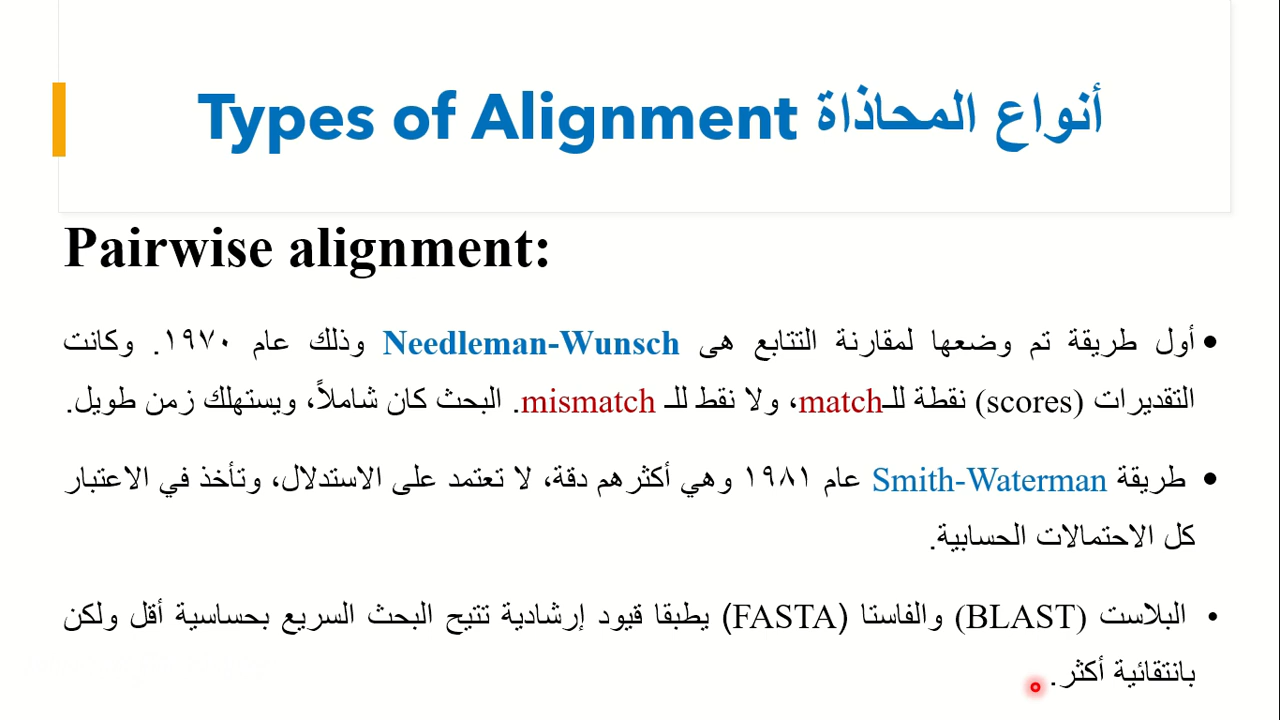 أنواع المحاذاة Types of Alignment
Pairwise alignment:
• أول طريقة تم وضعها لمقارنة التتابع هى Needleman-Wunsch وذلك عام ١٩٧٠. وكانت
التقديرات (scores) نقطة للـmatch، ولا نقط للـ mismatch. البحث كان شاملاً، ويستهلك زمن طويل.
• طريقة Smith-Waterman عام ١٩٨١ وهي أكثرهم دقة، لا تعتمد على الاستدلال، وتأخذ في الاعتبار
كل الاحتمالات الحسابية.
• البلاست (BLAST) والفاستا (FASTA) يطبقا قيود إرشادية تتيح البحث السريع بحساسية أقل ولكن
بانتقائية أكثر.